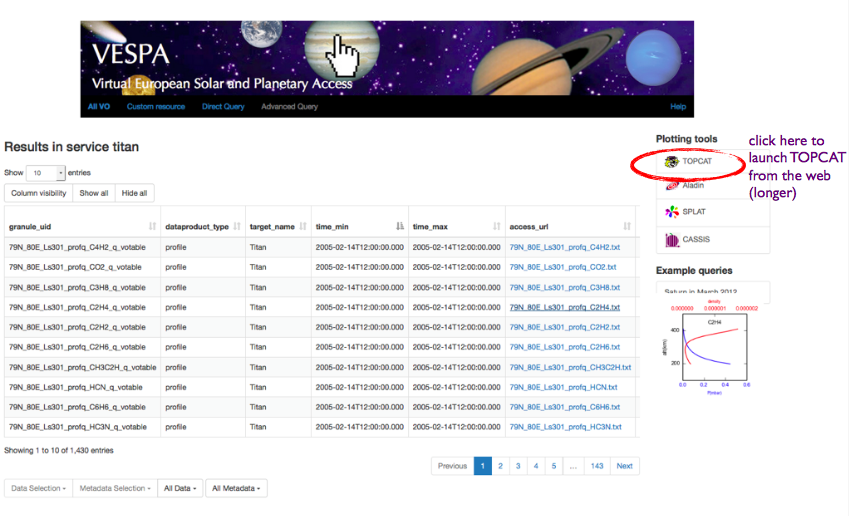 VESPA
Virtual European Solar and Planetary Access
All VO Custom resource Direct Query Advanced Query Help
Results in service titan
Show 10 entries
Column visibility Show all Hide all
granule_uid dataproduct_type target_name time_min time_max access_url
79N_80E_Ls301_profq_C4H2_q_votable profile Titan 2005-02-14T12:00:00.000 2005-02-14T12:00:00.000 79N_80E_Ls301_profq_C4H2.txt
79N_80E_Ls301_profq_CO2_q_votable profile Titan 2005-02-14T12:00:00.000 2005-02-14T12:00:00.000 79N_80E_Ls301_profq_CO2.txt
79N_80E_Ls301_profq_C3H8_q_votable profile Titan 2005-02-14T12:00:00.000 2005-02-14T12:00:00.000 79N_80E_Ls301_profq_C3H8.txt
79N_80E_Ls301_profq_C2H4_q_votable profile Titan 2005-02-14T12:00:00.000 2005-02-14T12:00:00.000 79N_80E_Ls301_profq_C2H4.txt
79N_80E_Ls301_profq_C2H2_q_votable profile Titan 2005-02-14T12:00:00.000 2005-02-14T12:00:00.000 79N_80E_Ls301_profq_C2H2.txt
79N_80E_Ls301_profq_C2H6_q_votable profile Titan 2005-02-14T12:00:00.000 2005-02-14T12:00:00.000 79N_80E_Ls301_profq_C2H6.txt
79N_80E_Ls301_profq_CH3C2H_q_votable profile Titan 2005-02-14T12:00:00.000 2005-02-14T12:00:00.000 79N_80E_Ls301_profq_CH3C2H.txt
79N_80E_Ls301_profq_HCN_q_votable profile Titan 2005-02-14T12:00:00.000 2005-02-14T12:00:00.000 79N_80E_Ls301_profq_HCN.txt
79N_80E_Ls301_profq_C6H6_q_votable profile Titan 2005-02-14T12:00:00.000 2005-02-14T12:00:00.000 79N_80E_Ls301_profq_C6H6.txt
79N_80E_Ls301_profq_HC3N_q_votable profile Titan 2005-02-14T12:00:00.000 2005-02-14T12:00:00.000 79N_80E_Ls301_profq_HC3N.txt
Showing 1 to 10 of 1,430 entries
Previous 1 2 3 4 5 ... 143 Next
Data Selection Metadata Selection All Data All Metadata
Plotting tools
TOPCAT
Aladin
SPLAT
CASSIS
click here to
launch TOPCAT
from the web
(longer)
Example queries
Saturn in March 2012
density
0.000000 0.000001 0.000002
C2H4
400
alt(km)
200
0.0 0.2 0.4 0.6
P(mbar)